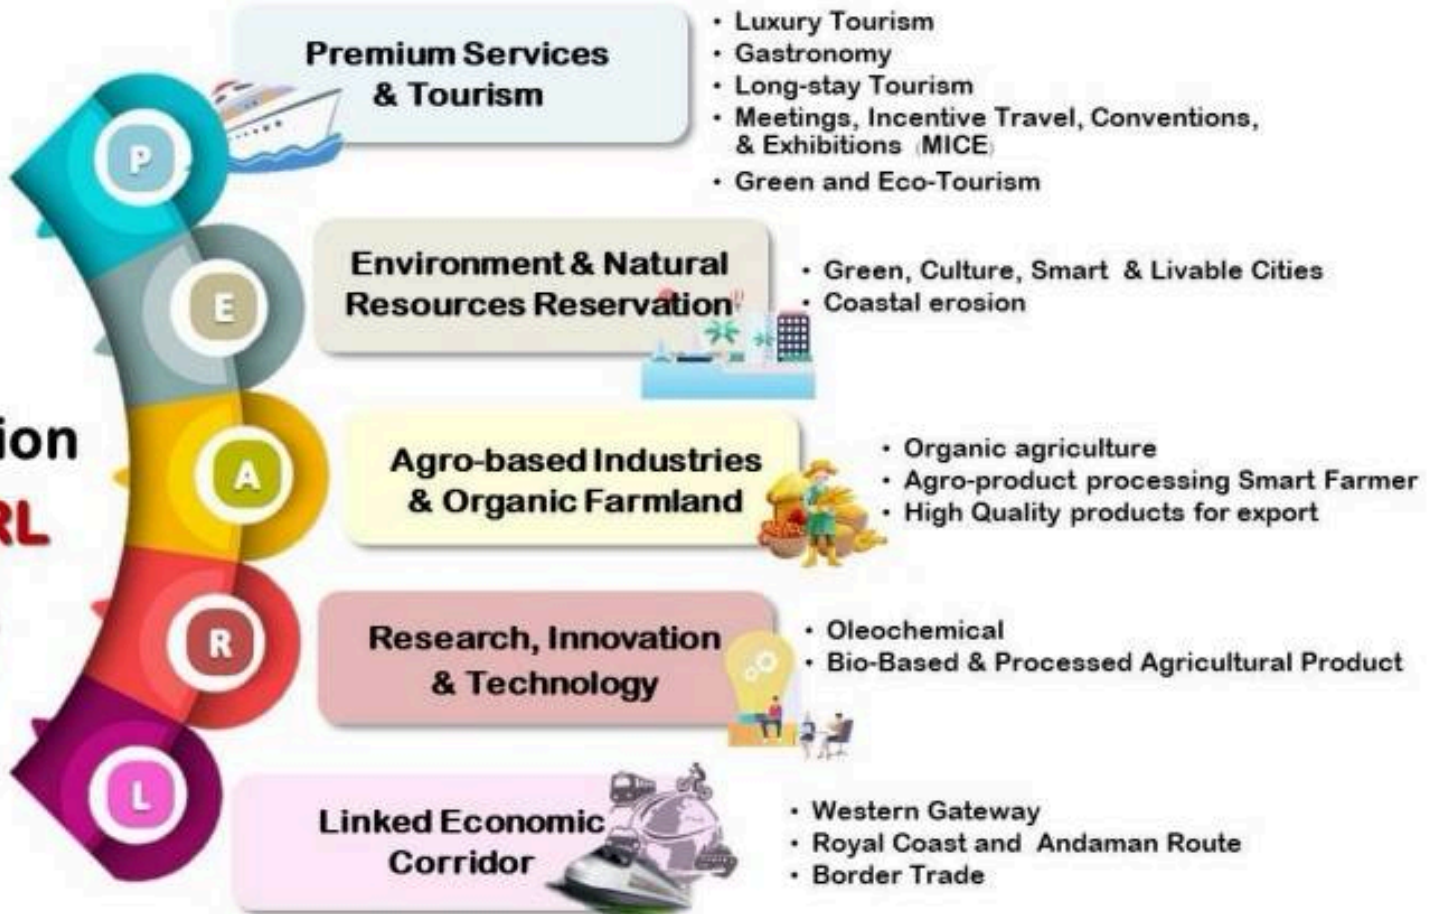 P
Premium Services
& Tourism
• Luxury Tourism
• Gastronomy
• Long-stay Tourism
• Meetings, Incentive Travel, Conventions,
& Exhibitions (MICE)
• Green and Eco-Tourism
E
Environment & Natural
Resources Reservation
• Green, Culture, Smart & Livable Cities
• Coastal erosion
ion
RL
A
Agro-based Industries
& Organic Farmland
• Organic agriculture
• Agro-product processing Smart Farmer
• High Quality products for export
R
Research, Innovation
& Technology
• Oleochemical
• Bio-Based & Processed Agricultural Product
L
Linked Economic
Corridor
• Western Gateway
• Royal Coast and Andaman Route
• Border Trade